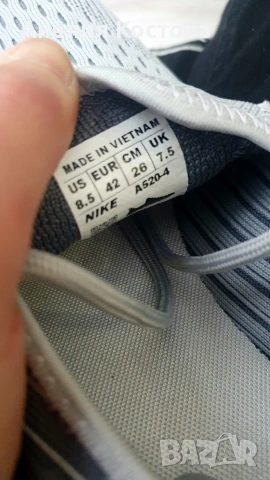 MADE IN VIETNAM
US EUR CM UK
8.5 42 26 7.5
NIKE A520-4
BAZAR